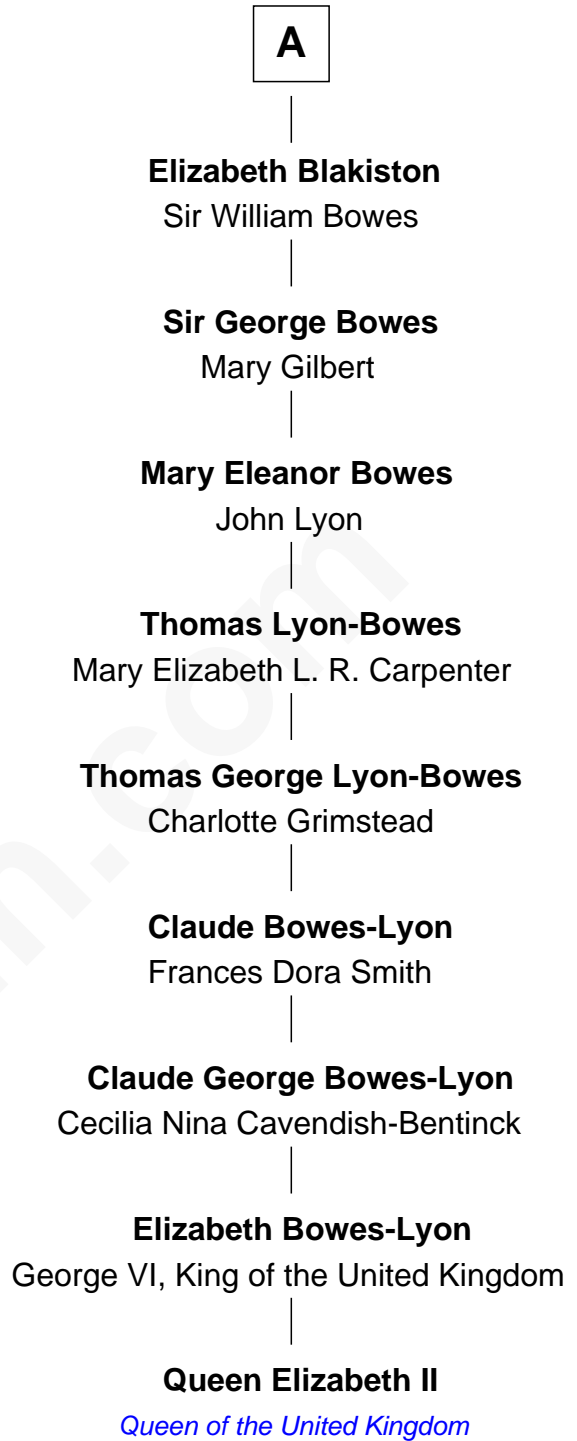 A
Elizabeth Blakiston
Sir William Bowes
Sir George Bowes
Mary Gilbert
Mary Eleanor Bowes
John Lyon
Thomas Lyon-Bowes
Mary Elizabeth L. R. Carpenter
Thomas George Lyon-Bowes
Charlotte Grimstead
Claude Bowes-Lyon
Frances Dora Smith
Claude George Bowes-Lyon
Cecilia Nina Cavendish-Bentinck
Elizabeth Bowes-Lyon
George VI, King of the United Kingdom
Queen Elizabeth II
Queen of the United Kingdom